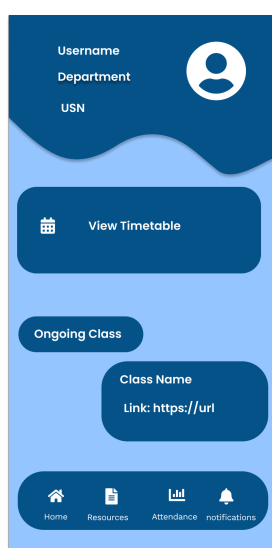 Username
Department
USN
View Timetable
Ongoing Class
Class Name
Link: https://url
Home Resources Attendance notifications